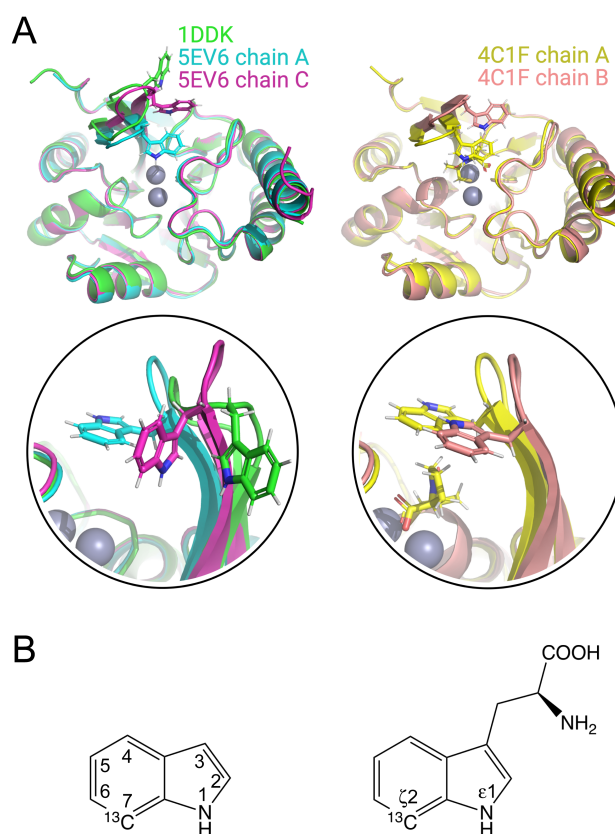 A
1DDK
5EV6 chain A
5EV6 chain C
4C1F chain A
4C1F chain B
B
COOH
NH₂
4
3
5
2
6
7
1
¹³C
N
H
ζ2
ε1
¹³C
N
H